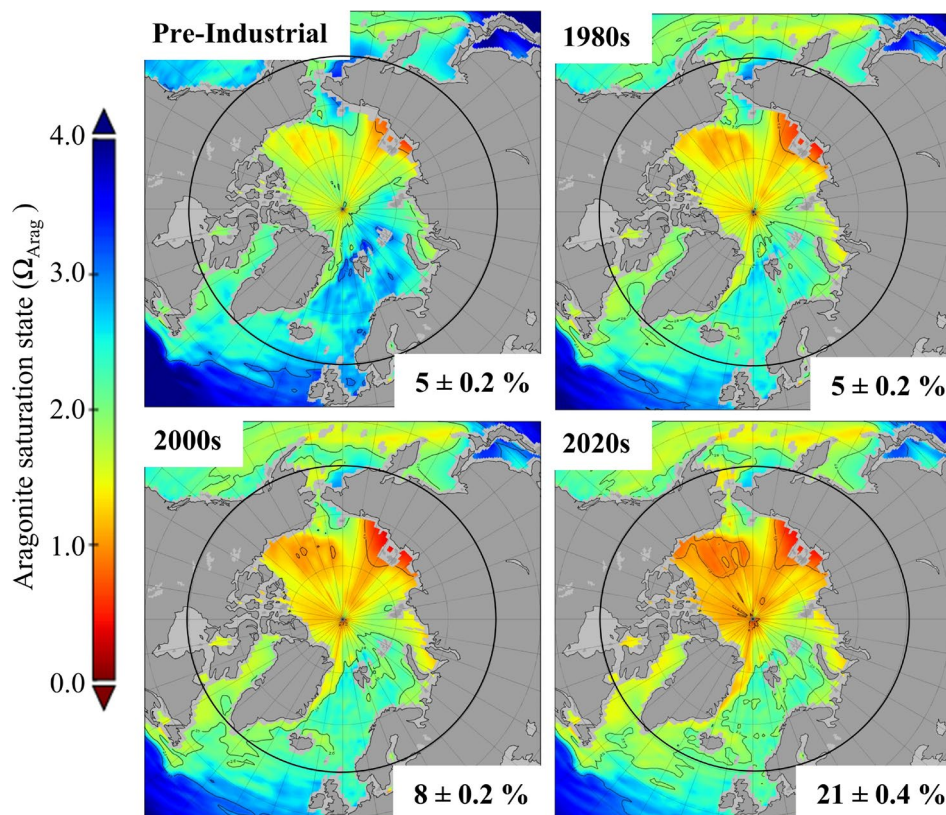 Pre-Industrial
1980s
Aragonite saturation state (Ω_Arag)
4.0
3.0
2.0
1.0
0.0
5 ± 0.2 %
5 ± 0.2 %
2000s
2020s
8 ± 0.2 %
21 ± 0.4 %